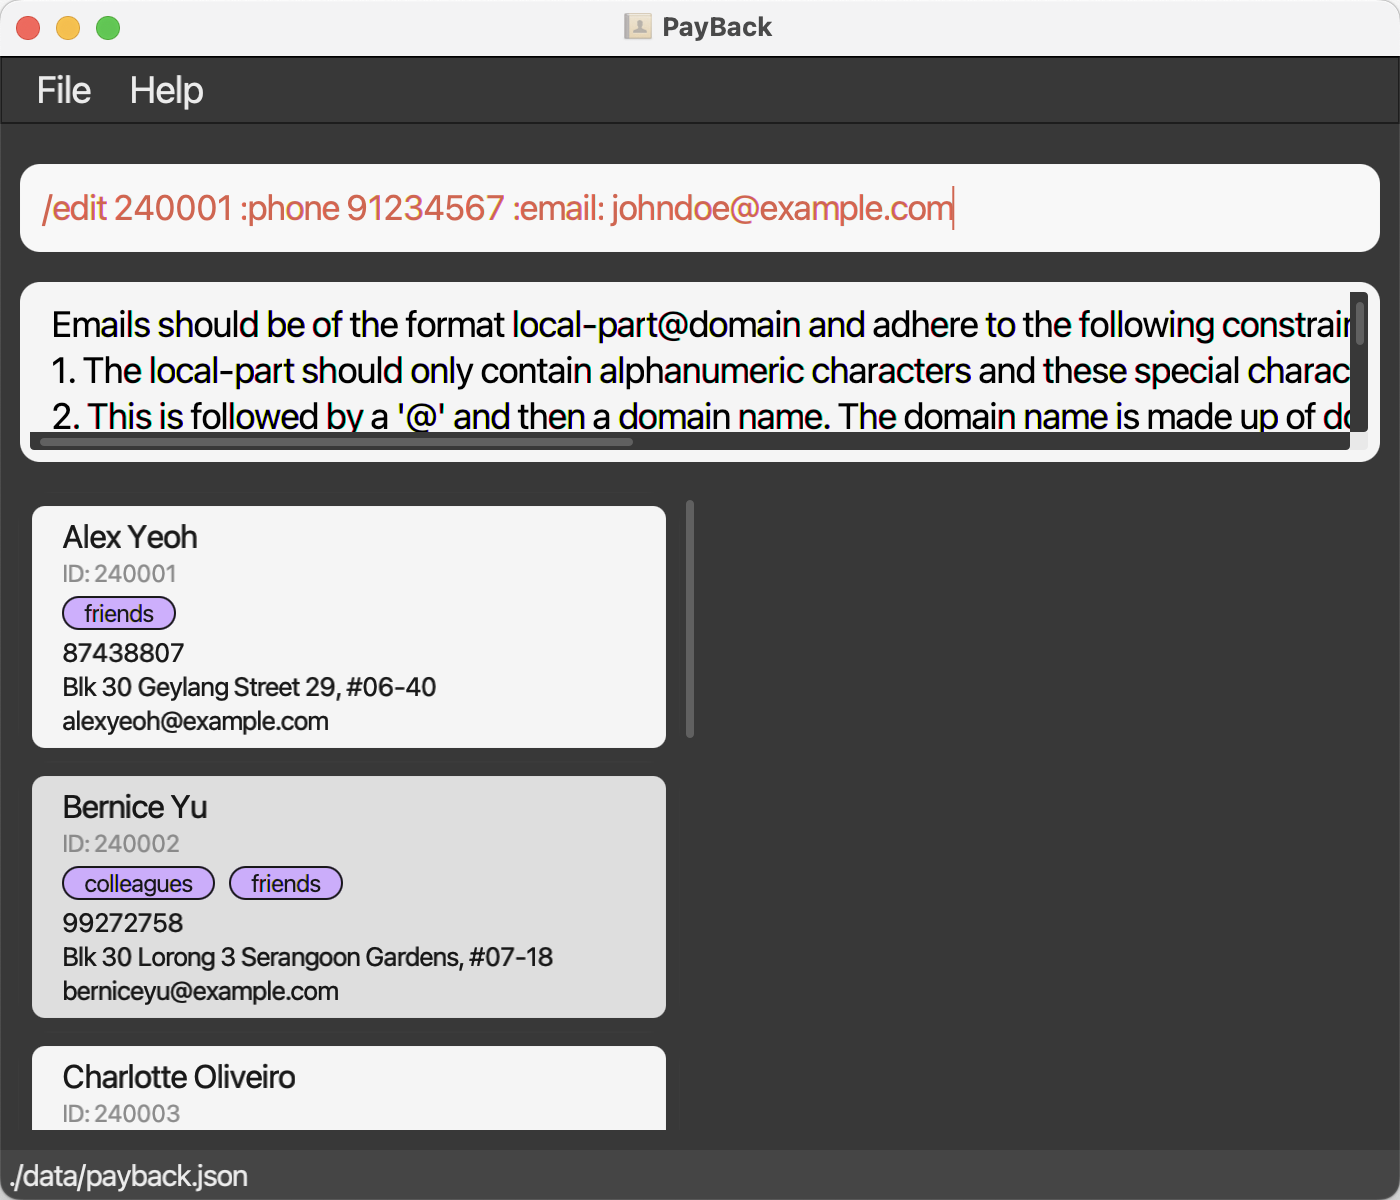 PayBack
File Help
/edit 240001 :phone 91234567 :email: johndoe@example.com
Emails should be of the format local-part@domain and adhere to the following
1. The local-part should only contain alphanumeric characters and these special
2. This is followed by a '@' and then a domain name. The domain name is made up of
Alex Yeoh
ID: 240001
friends
87438807
Blk 30 Geylang Street 29, #06-40
alexyeoh@example.com
Bernice Yu
ID: 240002
colleagues friends
99272758
Blk 30 Lorong 3 Serangoon Gardens, #07-18
berniceyu@example.com
Charlotte Oliveiro
ID: 240003
./data/payback.json